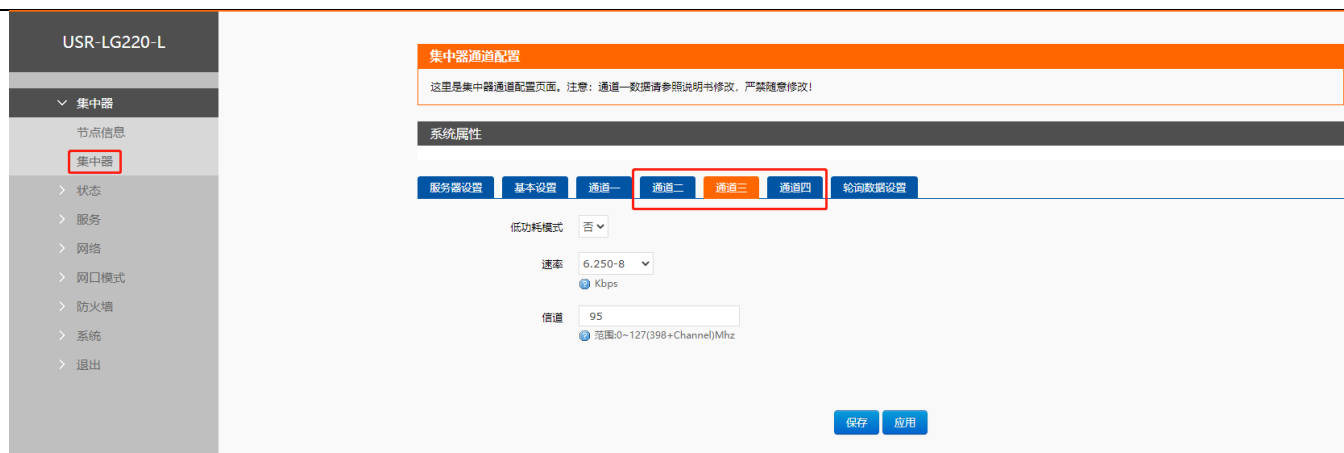 USR-LG220-L
集中器
节点信息
集中器
状态
服务
网络
网口模式
防火墙
系统
退出
集中器通道配置
这里是集中器通道配置页面。注意：通道一数据请参照说明书修改，严禁随意修改!
系统属性
服务器设置 基本设置 通道一 通道二 通道三 通道四 轮询数据设置
低功耗模式 否
速率 6.250-8
Kbps
信道 95
范围:0~127(398+Channel)Mhz
保存 应用